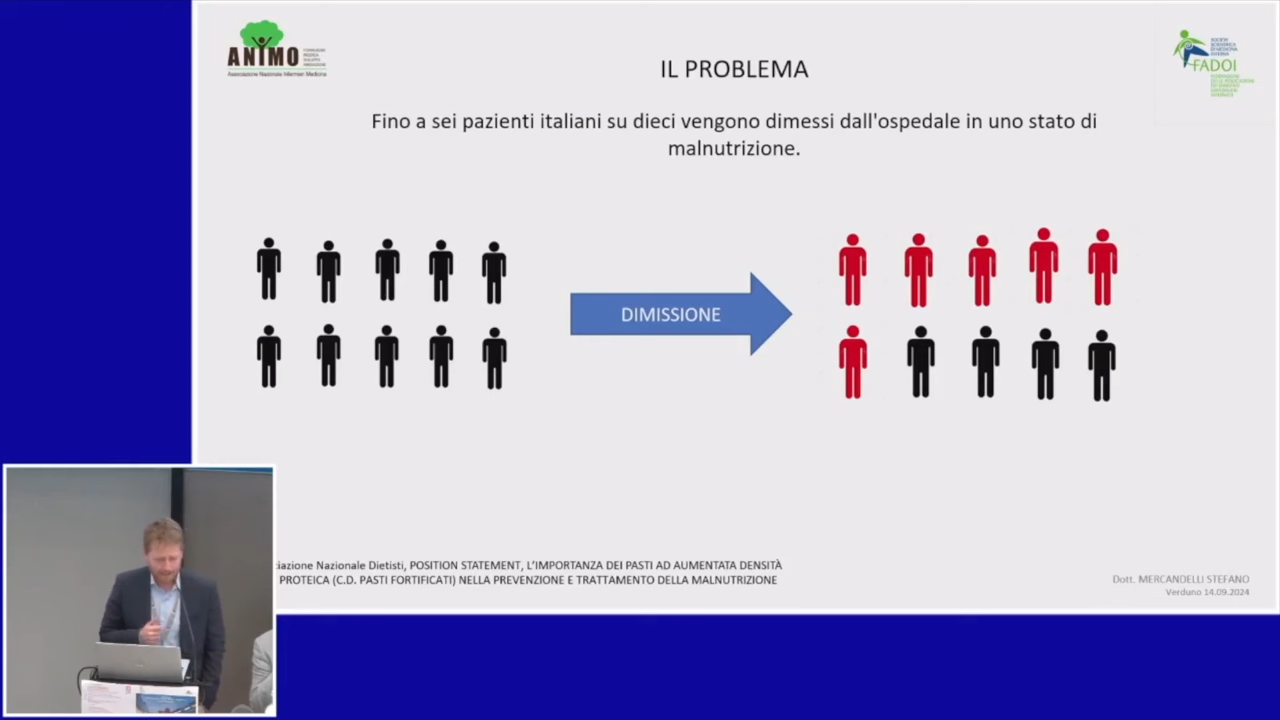 ANIMO
Associazione Nazionale Infermieri Medicina
FADOI
IL PROBLEMA
Fino a sei pazienti italiani su dieci vengono dimessi dall'ospedale in uno stato di
malnutrizione.
DIMISSIONE
ciazione Nazionale Dietisti, POSITION STATEMENT, L'IMPORTANZA DEI PASTI AD AUMENTATA DENSITÀ
PROTEICA (C.D. PASTI FORTIFICATI) NELLA PREVENZIONE E TRATTAMENTO DELLA MALNUTRIZIONE
Dott. MERCANDELLI STEFANO
Verduno 14.09.2024